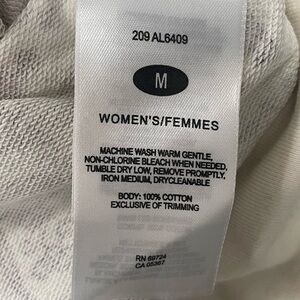 209 AL6409
M
WOMEN'S/FEMMES
MACHINE WASH WARM GENTLE,
NON-CHLORINE BLEACH WHEN NEEDED,
TUMBLE DRY LOW, REMOVE PROMPTLY,
IRON MEDIUM, DRYCLEANABLE
BODY: 100% COTTON
EXCLUSIVE OF TRIMMING
RN 69724
CA 05367